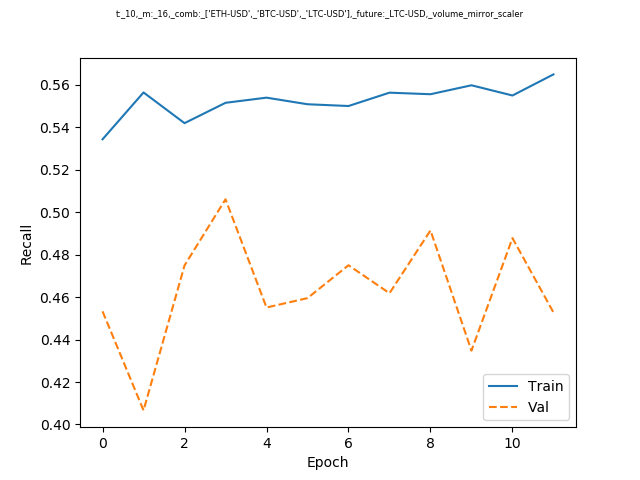 t:_10,_m:_16,_comb:_['ETH-USD',_'BTC-USD',_'LTC-USD'],_future:_LTC-USD,_volume_mirror_scaler
0.56
0.54
0.52
0.50
0.48
0.46
0.44
0.42
0.40
Recall
Train
Val
0 2 4 6 8 10
Epoch